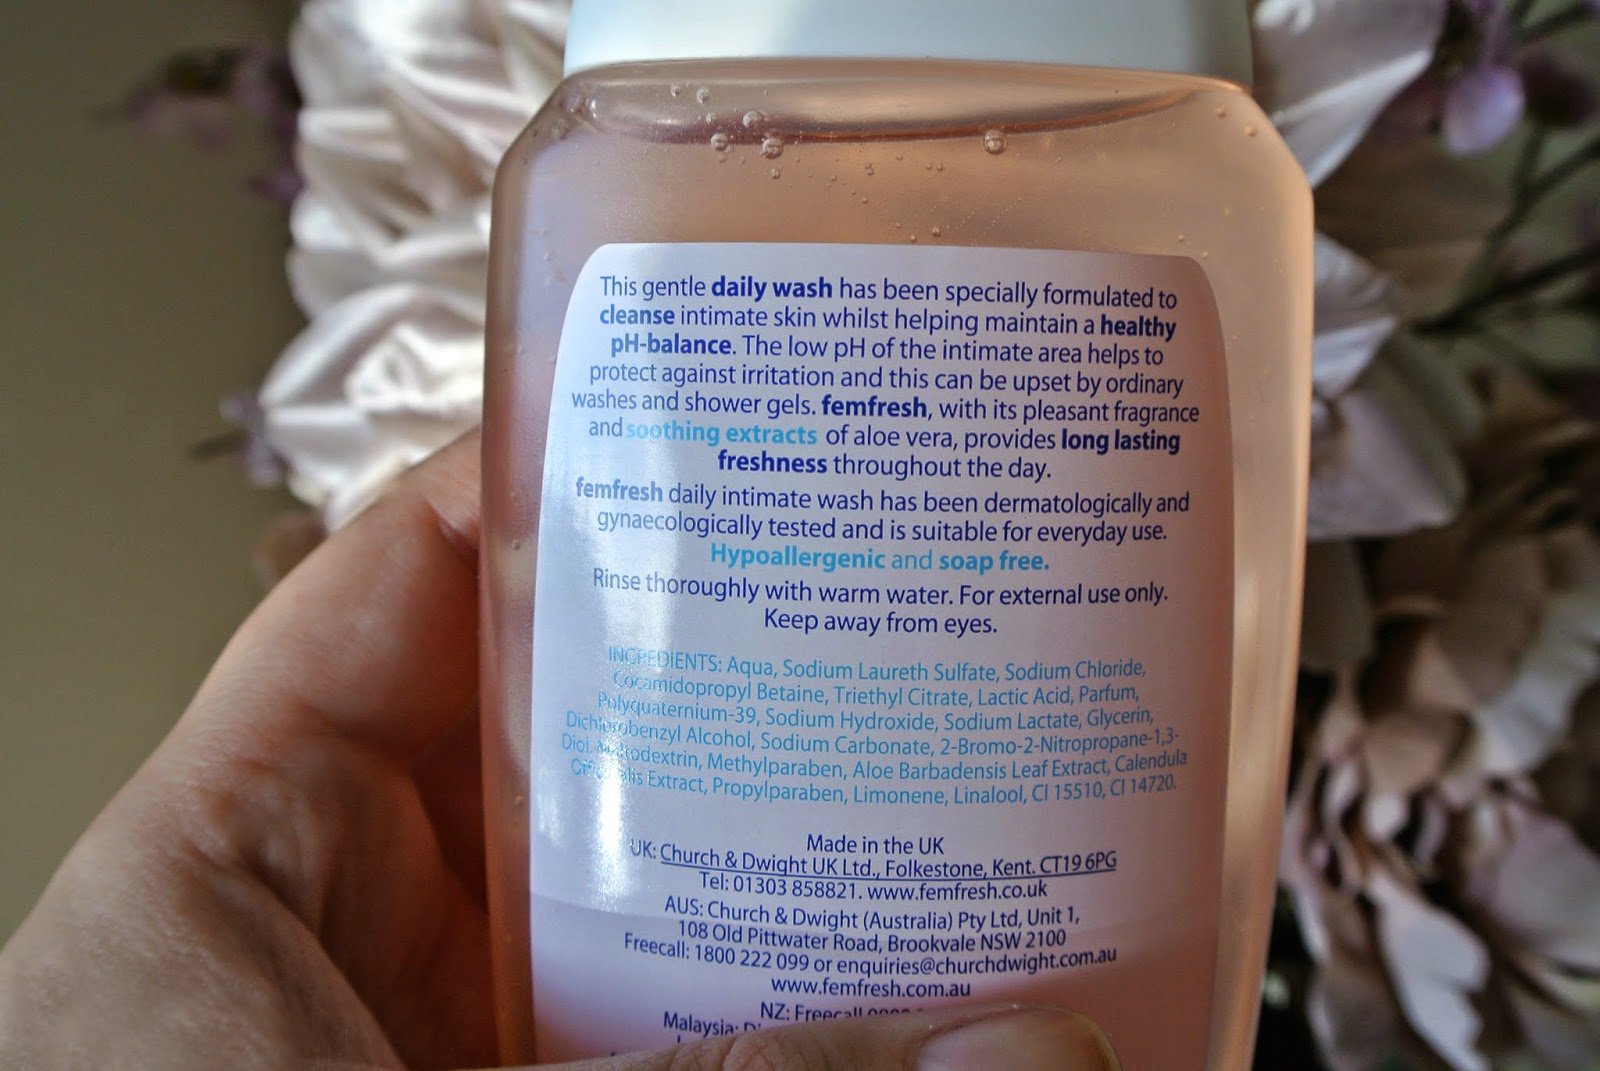 This gentle daily wash has been specially formulated to
cleanse intimate skin whilst helping maintain a healthy
pH-balance. The low pH of the intimate area helps to
protect against irritation and this can be upset by ordinary
washes and shower gels. femfresh, with its pleasant fragrance
and soothing extracts of aloe vera, provides long lasting
freshness throughout the day.
femfresh daily intimate wash has been dermatologically and
gynaecologically tested and is suitable for everyday use.
Hypoallergenic and soap free.
Rinse thoroughly with warm water. For external use only.
Keep away from eyes.
INGREDIENTS: Aqua, Sodium Laureth Sulfate, Sodium Chloride,
Cocamidopropyl Betaine, Triethyl Citrate, Lactic Acid, Parfum,
Polyquaternium-39, Sodium Hydroxide, Sodium Lactate, Glycerin,
Dichlorobenzyl Alcohol, Sodium Carbonate, 2-Bromo-2-Nitropropane-1,3-
Diol, Methylparaben, Aloe Barbadensis Leaf Extract, Calendula
Officinalis Extract, Propylparaben, Limonene, Linalool, CI 15510, CI 14720.
Made in the UK
UK: Church & Dwight UK Ltd., Folkestone, Kent. CT19 6PG
Tel: 01303 858821. www.femfresh.co.uk
AUS: Church & Dwight (Australia) Pty Ltd, Unit 1,
108 Old Pittwater Road, Brookvale NSW 2100
Freecall: 1800 222 099 or enquiries@churchdwight.com.au
www.femfresh.com.au
NZ: Freecall
Malaysia: